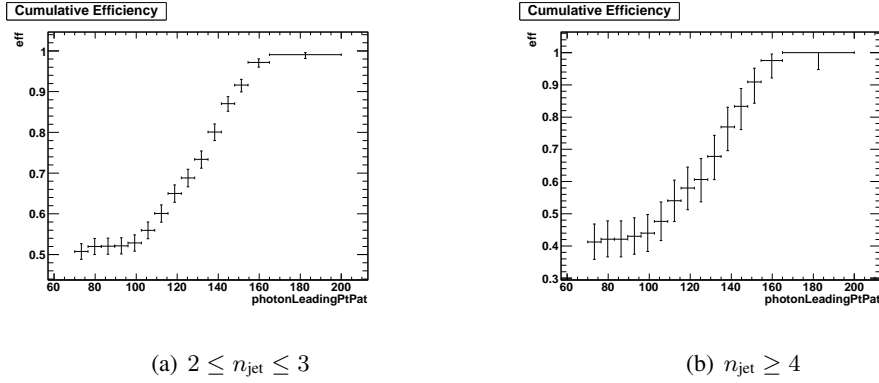 Cumulative Efficiency
eff
1
0.9
0.8
0.7
0.6
0.5
60 80 100 120 140 160 180 200
photonLeadingPtPat
(a) 2 ≤ n_jet ≤ 3
Cumulative Efficiency
eff
1
0.9
0.8
0.7
0.6
0.5
0.4
0.3
60 80 100 120 140 160 180 200
photonLeadingPtPat
(b) n_jet ≥ 4